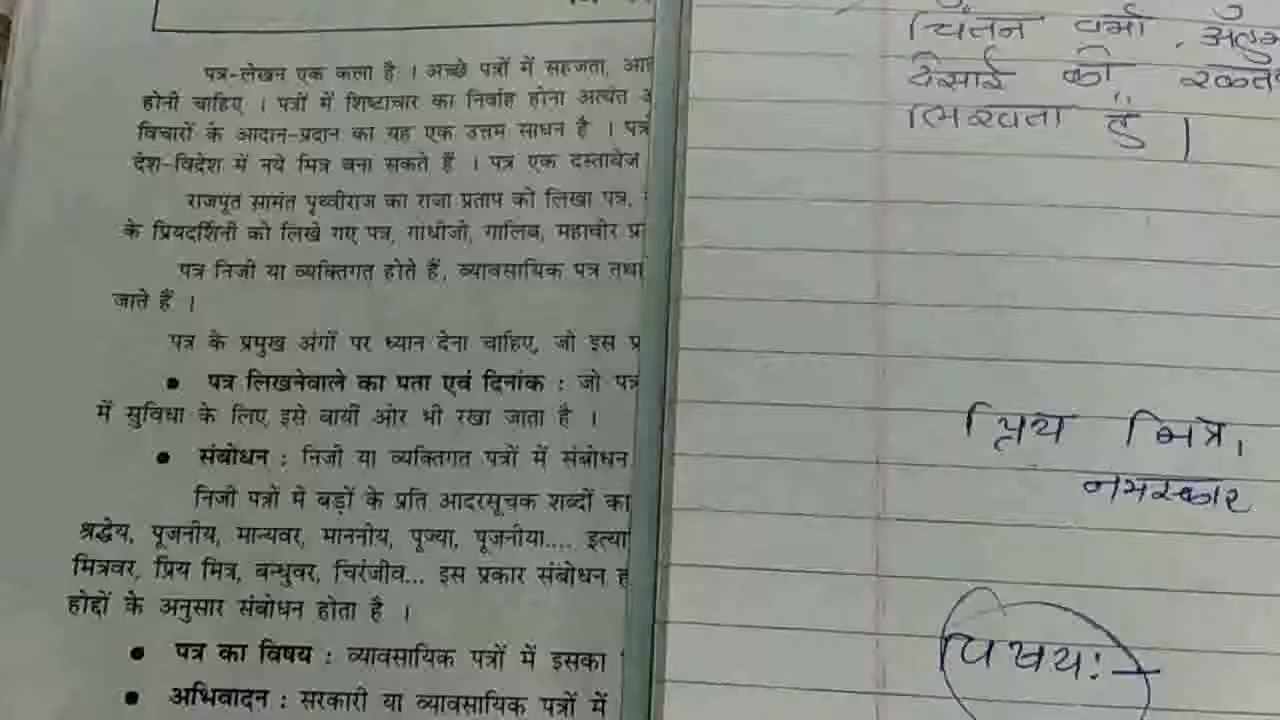 पत्र-लेखन एक कला है । अच्छे पत्रों में सहजता,
होनी चाहिए । पत्रों में शिष्टाचार का निर्वाह होना अत्यंत
विचारों के आदान-प्रदान का यह एक उत्तम साधन है ।
देश-विदेश में नये मित्र बना सकते हैं । पत्र एक दस्तावेज
राजपूत सामंत पृथ्वीराज का राजा प्रताप को लिखा पत्र,
के प्रियदर्शिनी को लिखे गए पत्र, गांधीजी, गालिब, महावीर
पत्र निजी या व्यक्तिगत होते हैं, व्यावसायिक पत्र तथा
जाते हैं ।
पत्र के प्रमुख अंगों पर ध्यान देना चाहिए, जो इस
• पत्र लिखनेवाले का पता एवं दिनांक : जो
में सुविधा के लिए इसे बायीं ओर भी रखा जाता है ।
• संबोधन : निजी या व्यक्तिगत पत्रों में संबोधन
निजी पत्रों में बड़ों के प्रति आदरसूचक शब्दों का
श्रद्धेय, पूजनीय, मान्यवर, माननीय, पूज्या, पूजनीया.... इत्या
मित्रवर, प्रिय मित्र, बन्धुवर, चिरंजीव... इस प्रकार संबोधन
होद्दों के अनुसार संबोधन होता है ।
• पत्र का विषय : व्यावसायिक पत्रों में इसका
• अभिवादन : सरकारी या व्यावसायिक पत्रों में
चिंतन वर्मा,
देसाई को
लिखता है ।
प्रिय मित्र,
नमस्कार
विषय:-